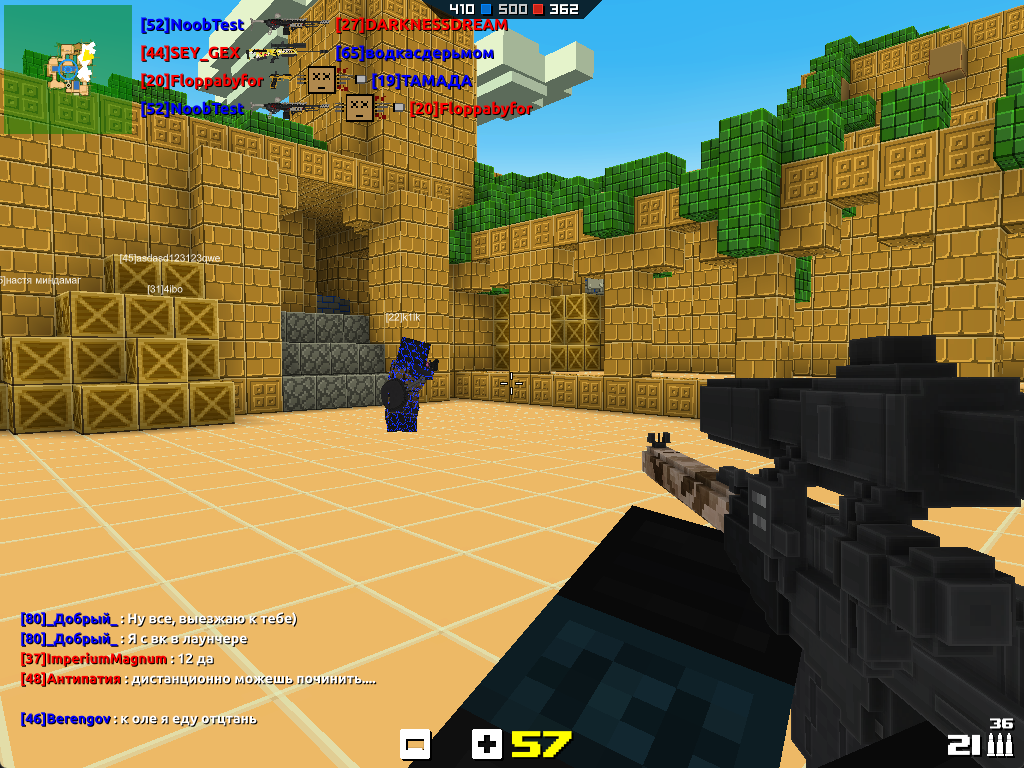 410 500 362
[52]NoobTest [27]DARKNESSDREAM
[44]SEY_GEX [65]водкасдерьмом
[20]Floppabyfor [19]ТАМАДА
[52]NoobTest [20]Floppabyfor
[45]asdasd123123qwe
]настя миндамаг
[31]4ibo
[22]k1ik
[80]_Добрый_ : Ну все, выезжаю к тебе)
[80]_Добрый_ : Я с вк в лаунчере
[37]ImperiumMagnum : 12 да
[48]Антипатия : дистанционно можешь починить....
[46]Berengov : к оле я еду отцтань
57
36
21